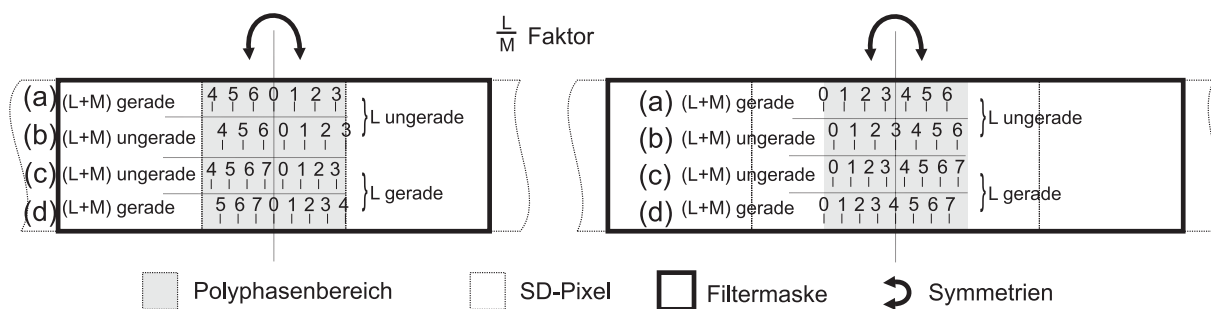 L/M Faktor
(a) (L+M) gerade 4 5 6 0 1 2 3
(b) (L+M) ungerade 4 5 6 0 1 2 3
} L ungerade
(c) (L+M) ungerade 4 5 6 7 0 1 2 3
(d) (L+M) gerade 5 6 7 0 1 2 3 4
} L gerade
(a) (L+M) gerade 0 1 2 3 4 5 6
(b) (L+M) ungerade 0 1 2 3 4 5 6
} L ungerade
(c) (L+M) ungerade 0 1 2 3 4 5 6 7
(d) (L+M) gerade 0 1 2 3 4 5 6 7
} L gerade
Polyphasenbereich SD-Pixel Filtermaske Symmetrien